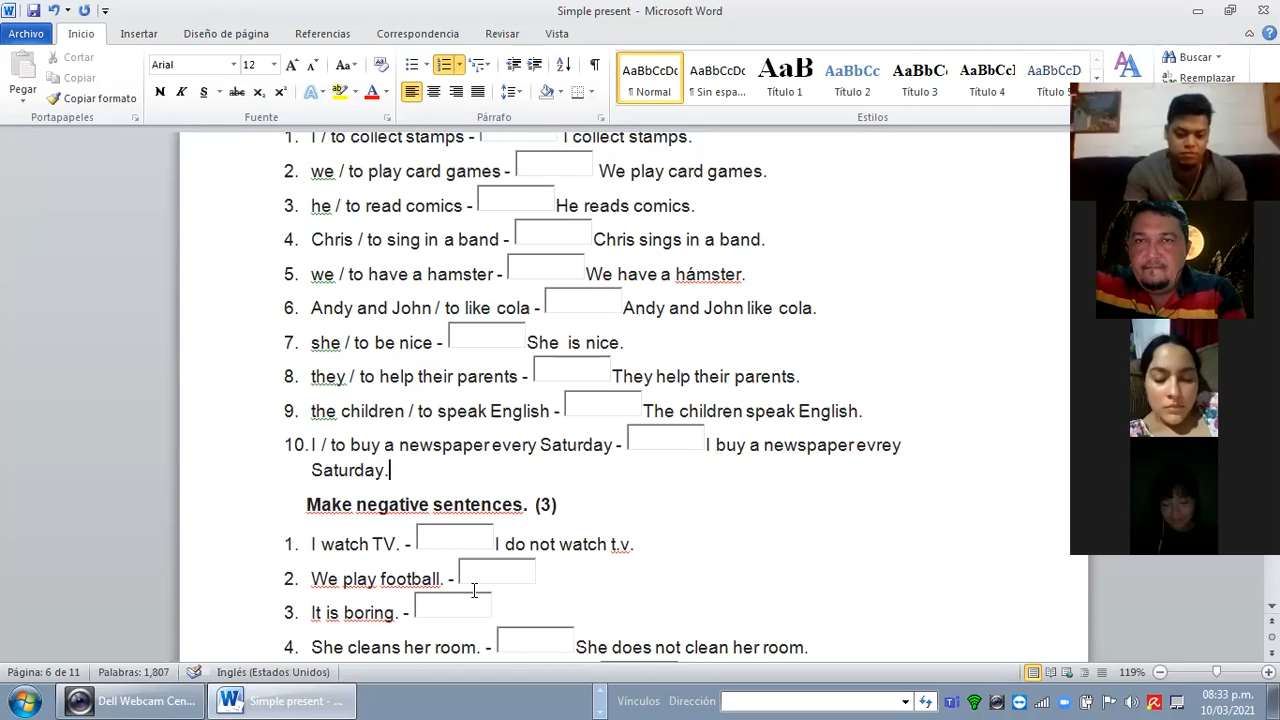 Simple present - Microsoft Word
Archivo Inicio Insertar Diseño de página Referencias Correspondencia Revisar Vista
Pegar
Cortar
Copiar
Copiar formato
Arial 12
N K S abc x₂ x²
AaBbCcDc AaBbCcDc AaB AaBbCc AaBbC AaBbCc AaBbCcD
¶ Normal ¶ Sin espa... Título 1 Título 2 Título 3 Título 4 Título
Buscar
Reemplazar
Portapapeles Fuente Párrafo Estilos
1. I / to collect stamps - I collect stamps.
2. we / to play card games - We play card games.
3. he / to read comics - He reads comics.
4. Chris / to sing in a band - Chris sings in a band.
5. we / to have a hamster - We have a hámster.
6. Andy and John / to like cola - Andy and John like cola.
7. she / to be nice - She is nice.
8. they / to help their parents - They help their parents.
9. the children / to speak English - The children speak English.
10. I / to buy a newspaper every Saturday - I buy a newspaper evrey
Saturday.
Make negative sentences. (3)
1. I watch TV. - I do not watch t.v.
2. We play football. -
3. It is boring. -
4. She cleans her room. - She does not clean her room.
Página: 6 de 11 Palabras: 1,807 Inglés (Estados Unidos) 119%
Dell Webcam Cen... Simple present - ... Vínculos Dirección
08:33 p.m.
10/03/2021